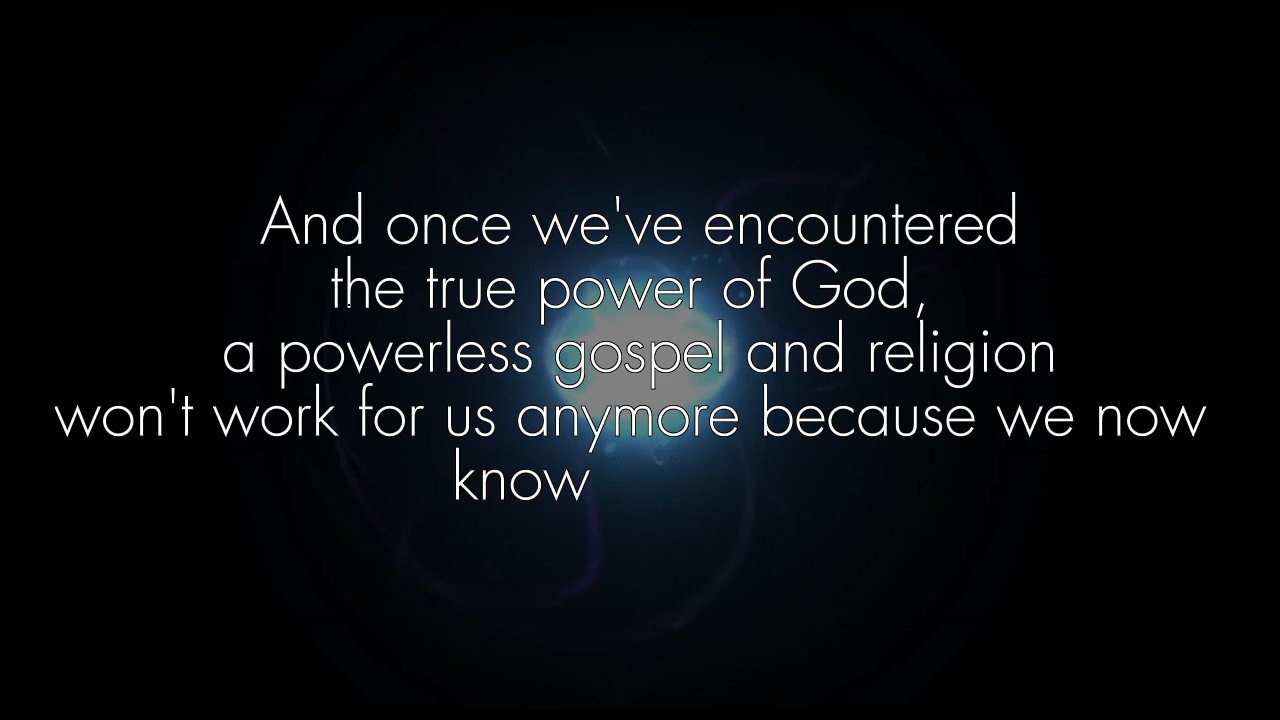 And once we've encountered
the true power of God,
a powerless gospel and religion
won't work for us anymore because we now
know